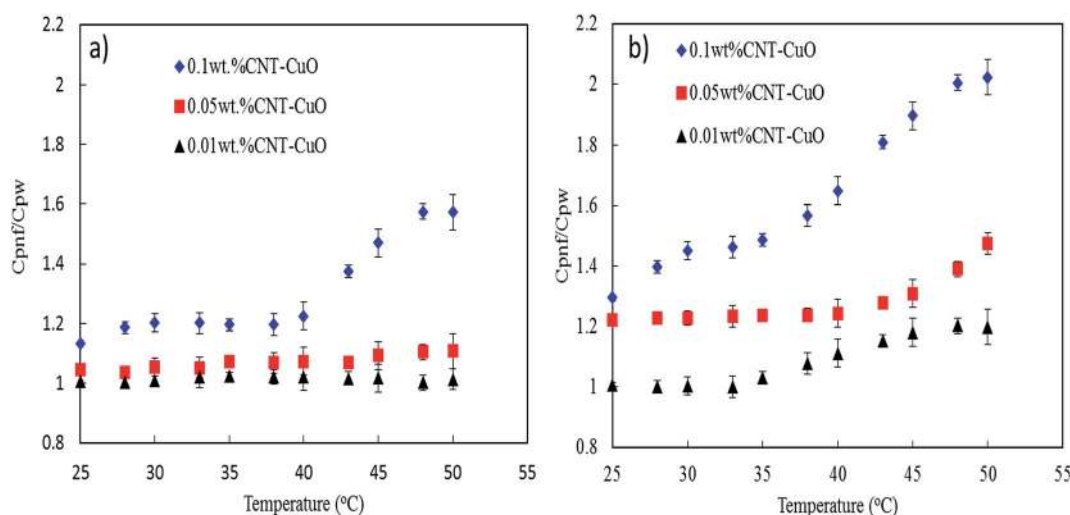 a)
0.1wt.%CNT-CuO
0.05wt.%CNT-CuO
0.01wt.%CNT-CuO
Cpnf/Cpw
2.2
2
1.8
1.6
1.4
1.2
1
0.8
25 30 35 40 45 50 55
Temperature (ºC)
b)
0.1wt%CNT-CuO
0.05wt%CNT-CuO
0.01wt%CNT-CuO
Cpnf/Cpw
2.2
2
1.8
1.6
1.4
1.2
1
0.8
25 30 35 40 45 50 55
Temperature (ºC)